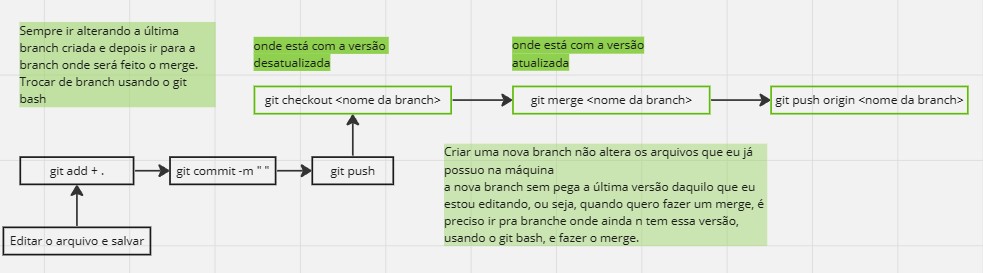 Sempre ir alterando a última
branch criada e depois ir para a
branch onde será feito o merge.
Trocar de branch usando o git
bash
onde está com a versão
desatualizada
onde está com a versão
atualizada
git checkout <nome da branch>
git merge <nome da branch>
git push origin <nome da branch>
git add + .
git commit -m " "
git push
Editar o arquivo e salvar
Criar uma nova branch não altera os arquivos que eu já
possuo na máquina
a nova branch sem pega a última versão daquilo que eu
estou editando, ou seja, quando quero fazer um merge, é
preciso ir pra branche onde ainda n tem essa versão,
usando o git bash, e fazer o merge.